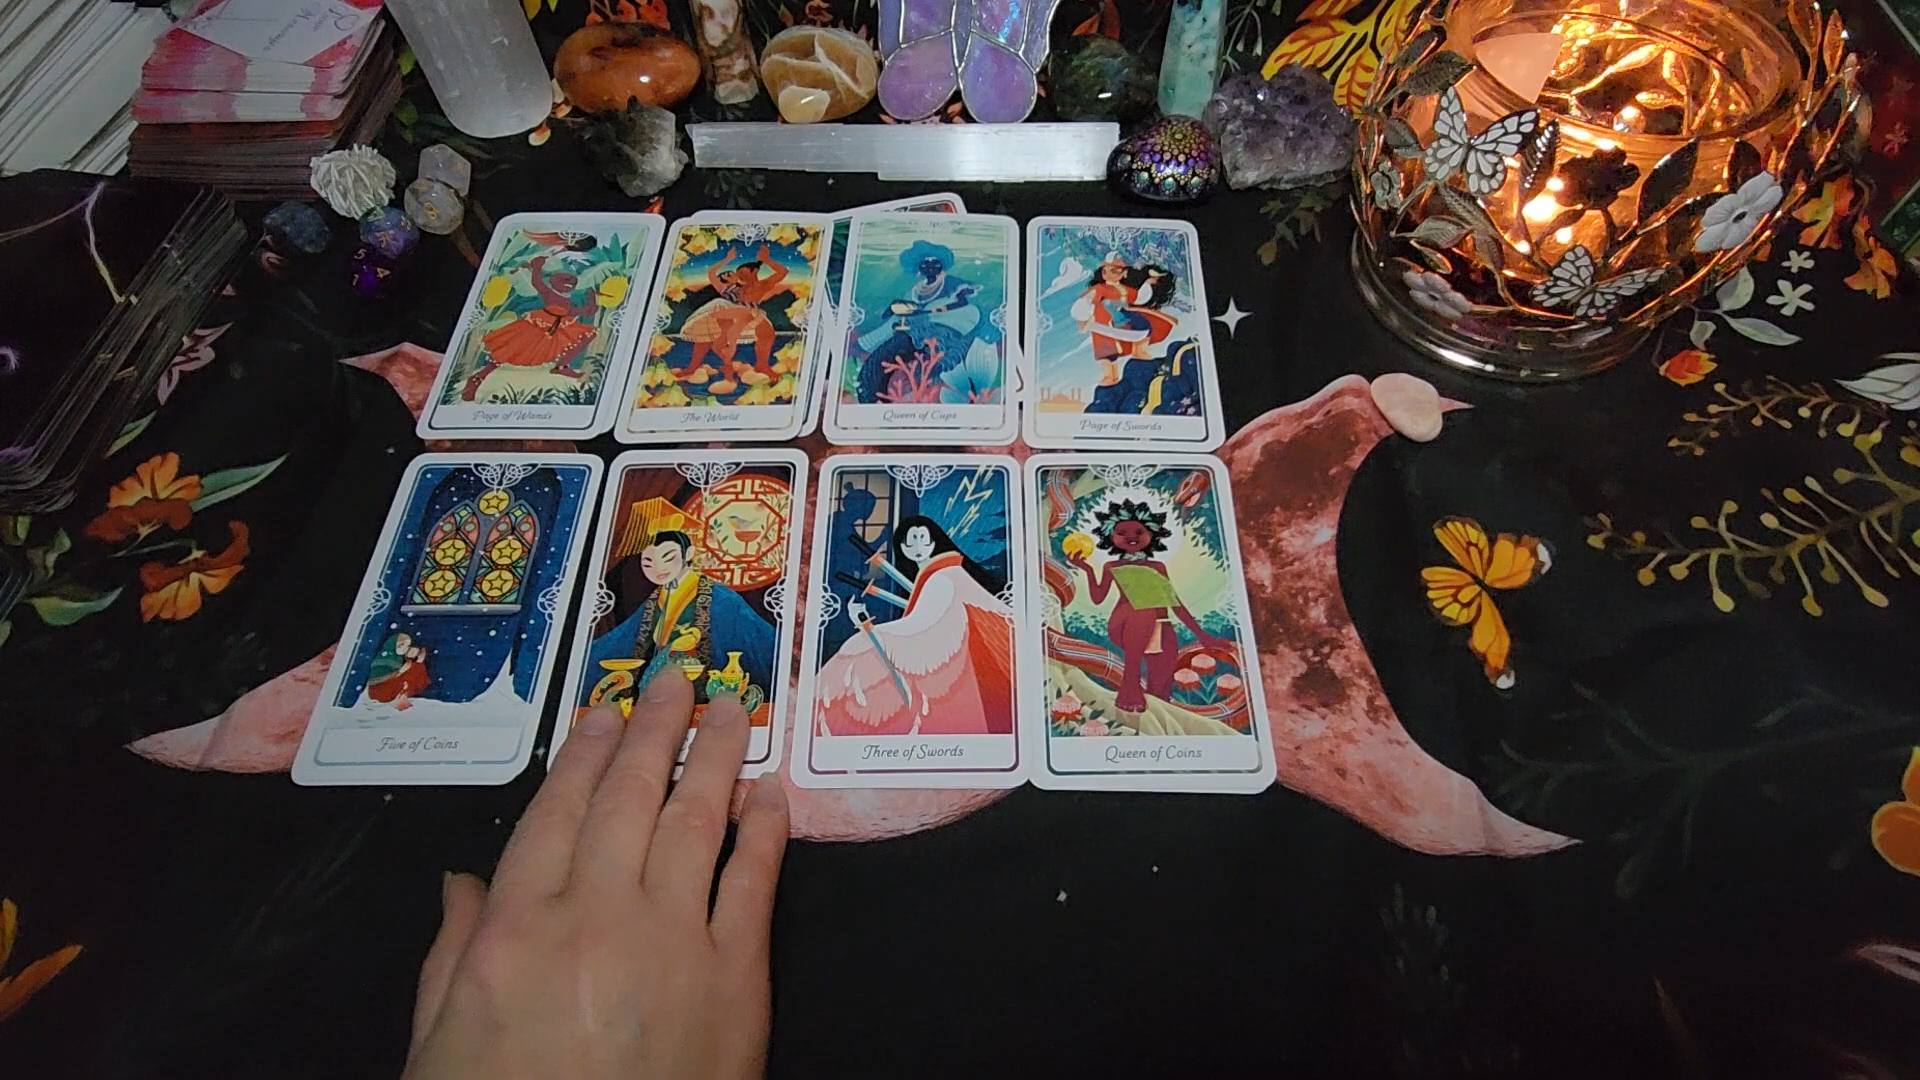 Page of Wands
The World
Queen of Cups
Page of Swords
Five of Coins
Three of Swords
Queen of Coins